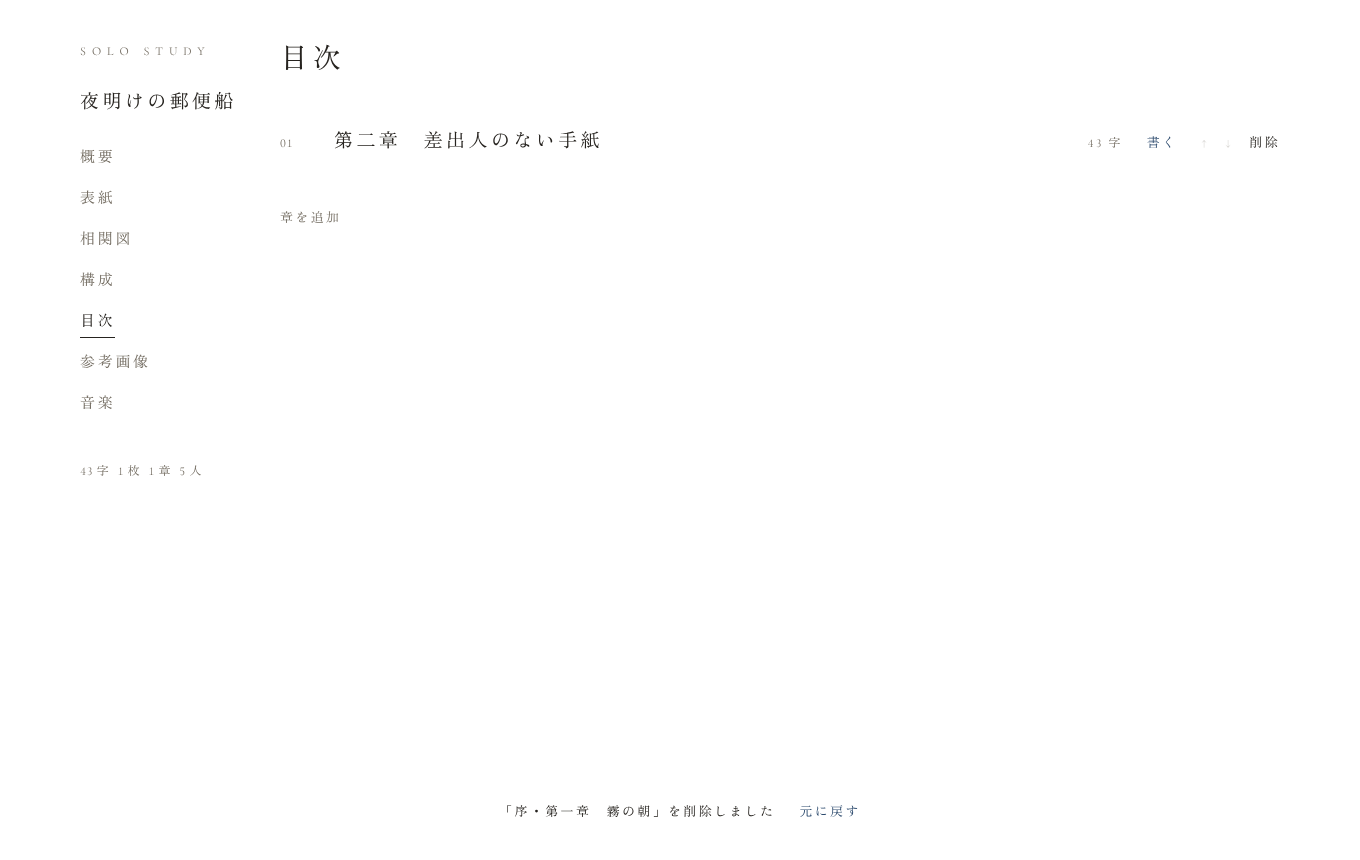 SOLO STUDY
夜明けの郵便船
概要
表紙
相関図
構成
目次
参考画像
音楽
43字 1枚 1章 5人
目次
01 第二章　差出人のない手紙 43字 書く ↑ ↓ 削除
章を追加
「序・第一章　霧の朝」を削除しました 元に戻す